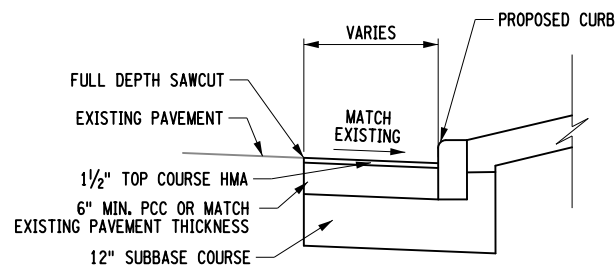 PROPOSED CURB
VARIES
FULL DEPTH SAWCUT
EXISTING PAVEMENT
MATCH
EXISTING
1½" TOP COURSE HMA
6" MIN. PCC OR MATCH
EXISTING PAVEMENT THICKNESS
12" SUBBASE COURSE